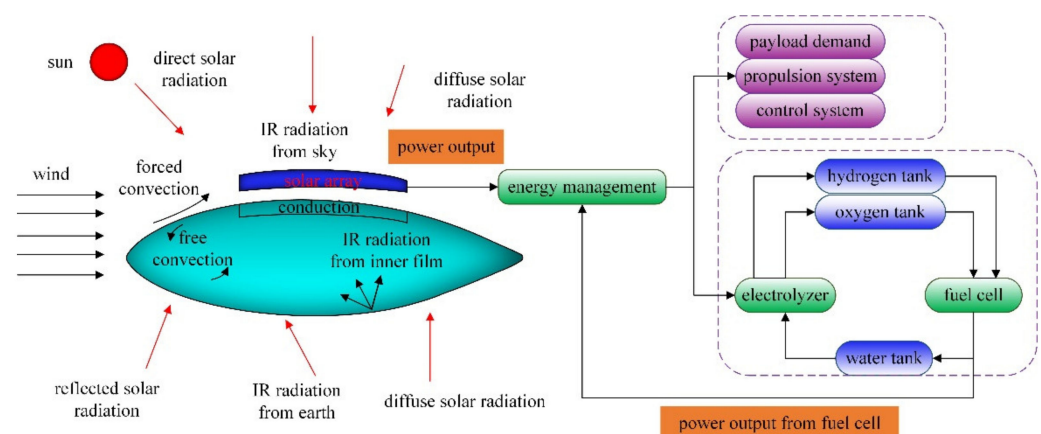 sun
direct solar
radiation
diffuse solar
radiation
IR radiation
from sky
power output
wind
forced
convection
solar array
conduction
free
convection
IR radiation
from inner film
reflected solar
radiation
IR radiation
from earth
diffuse solar radiation
energy management
payload demand
propulsion system
control system
hydrogen tank
oxygen tank
electrolyzer
fuel cell
water tank
power output from fuel cell